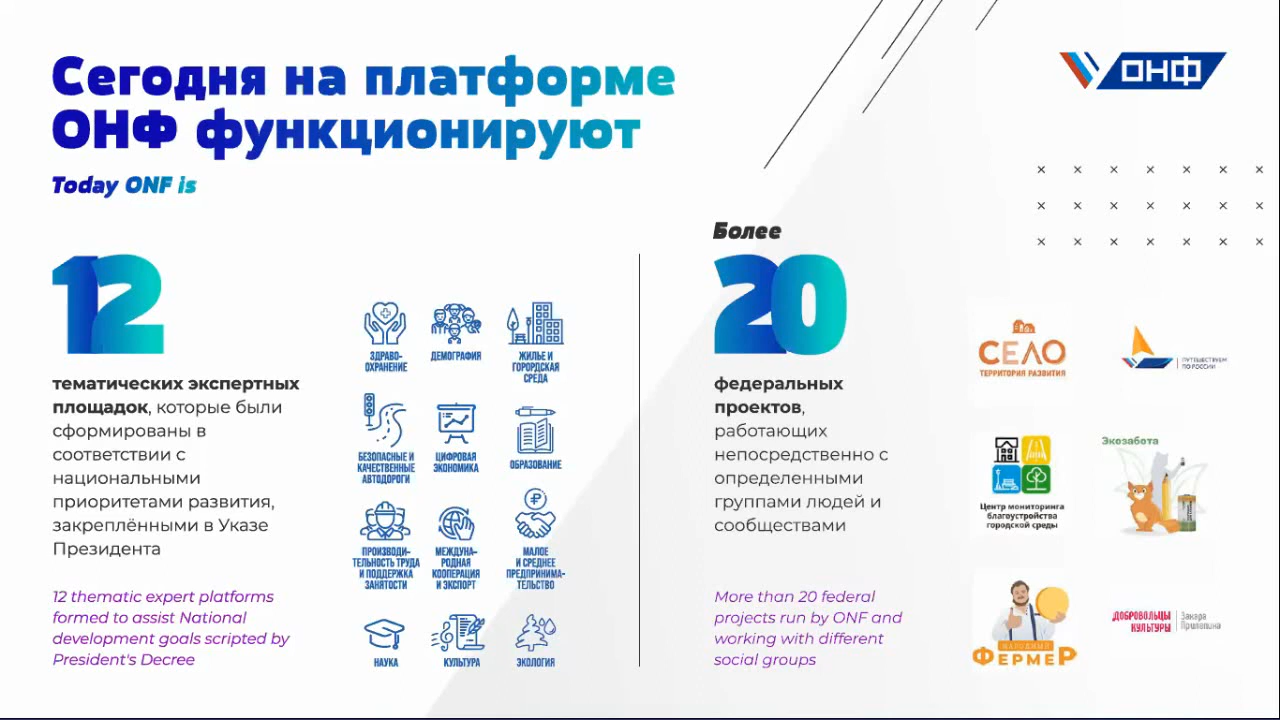 Сегодня на платформе
ОНФ функционируют
Today ONF is
ОНФ
12
тематических экспертных
площадок, которые были
сформированы в
соответствии с
национальными
приоритетами развития,
закреплёнными в Указе
Президента
12 thematic expert platforms
formed to assist National
development goals scripted by
President's Decree
ЗДРАВО-
ОХРАНЕНИЕ
ДЕМОГРАФИЯ
ЖИЛЬЕ И
ГОРОДСКАЯ
СРЕДА
БЕЗОПАСНЫЕ И
КАЧЕСТВЕННЫЕ
АВТОДОРОГИ
ЦИФРОВАЯ
ЭКОНОМИКА
ОБРАЗОВАНИЕ
ПРОИЗВОДИ-
ТЕЛЬНОСТЬ ТРУДА
И ПОДДЕРЖКА
ЗАНЯТОСТИ
МЕЖДУНА-
РОДНАЯ
КООПЕРАЦИЯ
И ЭКСПОРТ
₽
МАЛОЕ
И СРЕДНЕЕ
ПРЕДПРИНИМА-
ТЕЛЬСТВО
НАУКА
КУЛЬТУРА
ЭКОЛОГИЯ
Более
20
федеральных
проектов,
работающих
непосредственно с
определенными
группами людей и
сообществами
More than 20 federal
projects run by ONF and
working with different
social groups
СЕЛО
ТЕРРИТОРИЯ РАЗВИТИЯ
ПУТЕШЕСТВУЕМ
ПО РОССИИ
Центр мониторинга
благоустройства
городской среды
Экозабота
НАРОДНЫЙ
ФЕРМЕР
ДОБРОВОЛЬЦЫ
КУЛЬТУРЫ
Захара
Прилепина